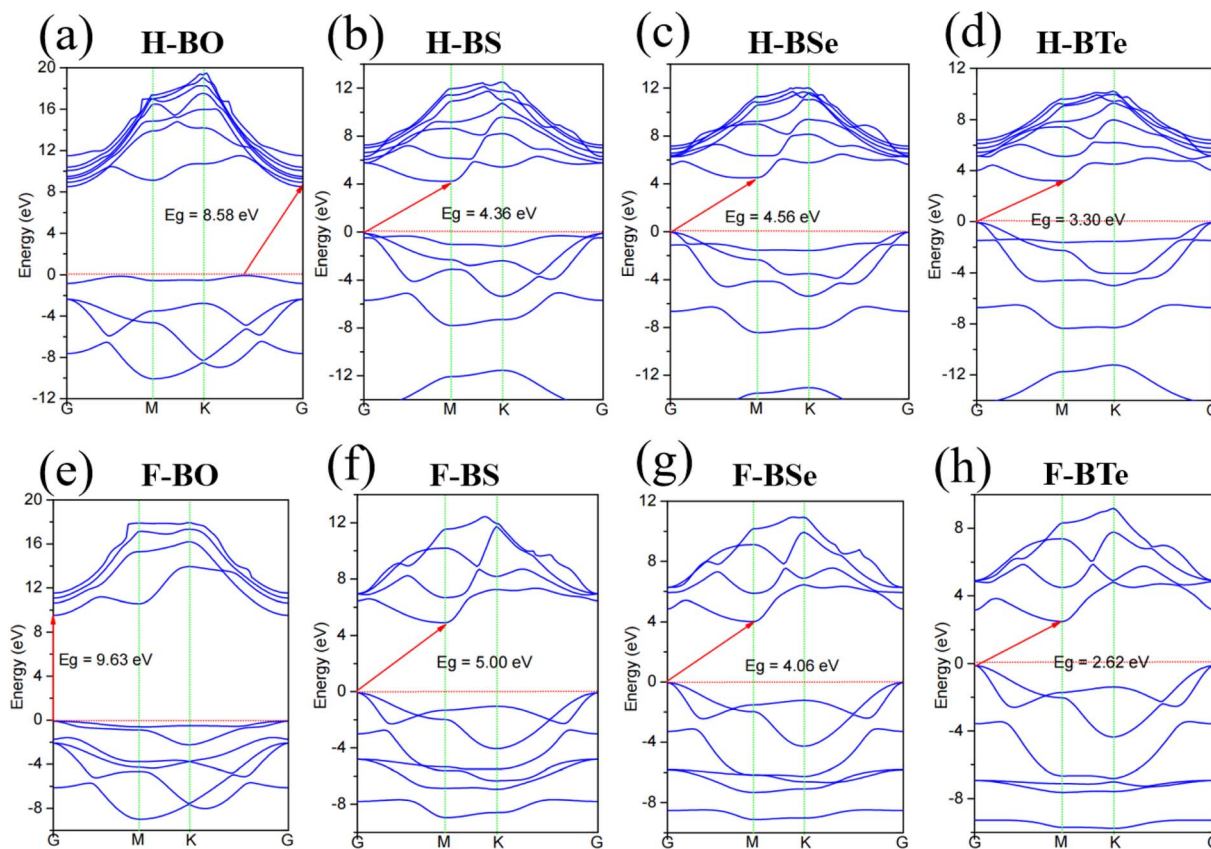 (a) H-BO
20
16
12
8
4
0
-4
-8
-12
Energy (eV)
Eg = 8.58 eV
G M K G
(b) H-BS
12
8
4
0
-4
-8
-12
Energy (eV)
Eg = 4.36 eV
G M K G
(c) H-BSe
12
8
4
0
-4
-8
-12
Energy (eV)
Eg = 4.56 eV
G M K G
(d) H-BTe
12
8
4
0
-4
-8
-12
Energy (eV)
Eg = 3.30 eV
G M K G
(e) F-BO
20
16
12
8
4
0
-4
-8
Energy (eV)
Eg = 9.63 eV
G M K G
(f) F-BS
12
8
4
0
-4
-8
Energy (eV)
Eg = 5.00 eV
G M K G
(g) F-BSe
12
8
4
0
-4
-8
Energy (eV)
Eg = 4.06 eV
G M K G
(h) F-BTe
8
4
0
-4
-8
Energy (eV)
Eg = 2.62 eV
G M K G